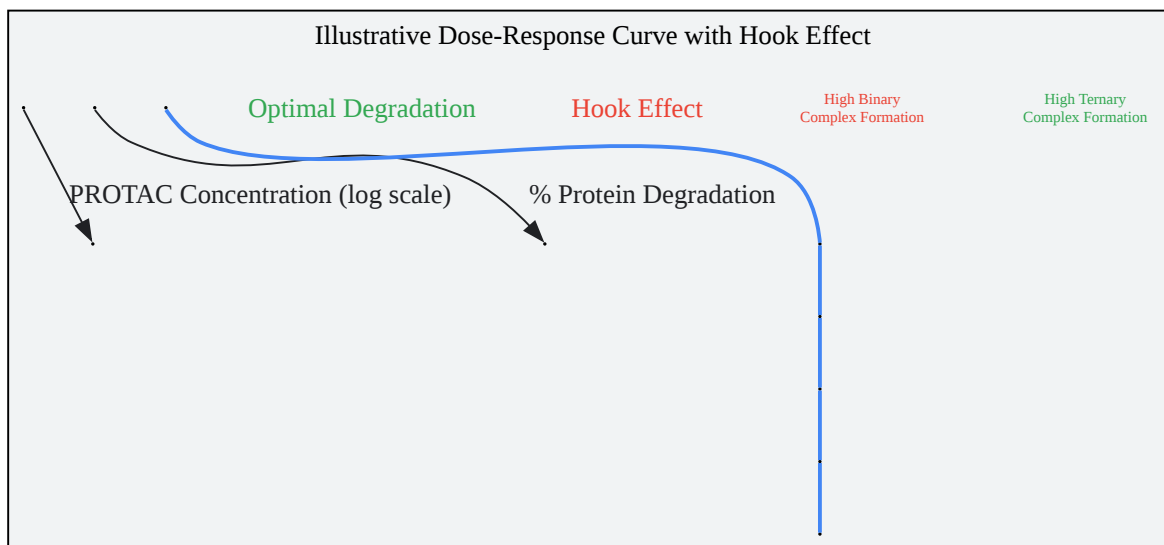 Illustrative Dose-Response Curve with Hook Effect
Optimal Degradation
Hook Effect
High Binary
Complex Formation
High Ternary
Complex Formation
PROTAC Concentration (log scale)
% Protein Degradation